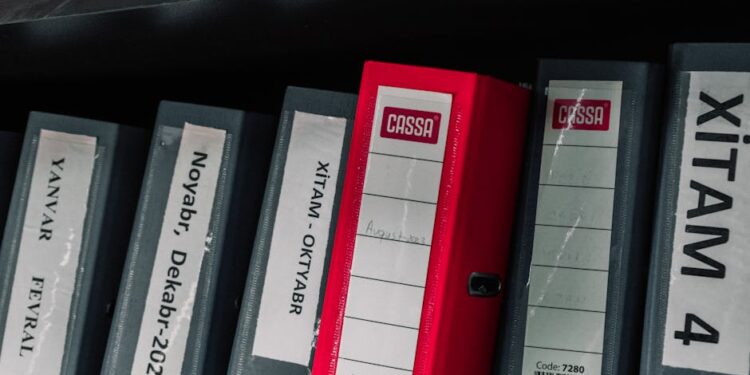 YANVAR FEVRAL
Noyabr, Dekabr-202
XİTAM - OKTYABR
CASSA
CASSA
Code: 7280
XİTAM 4